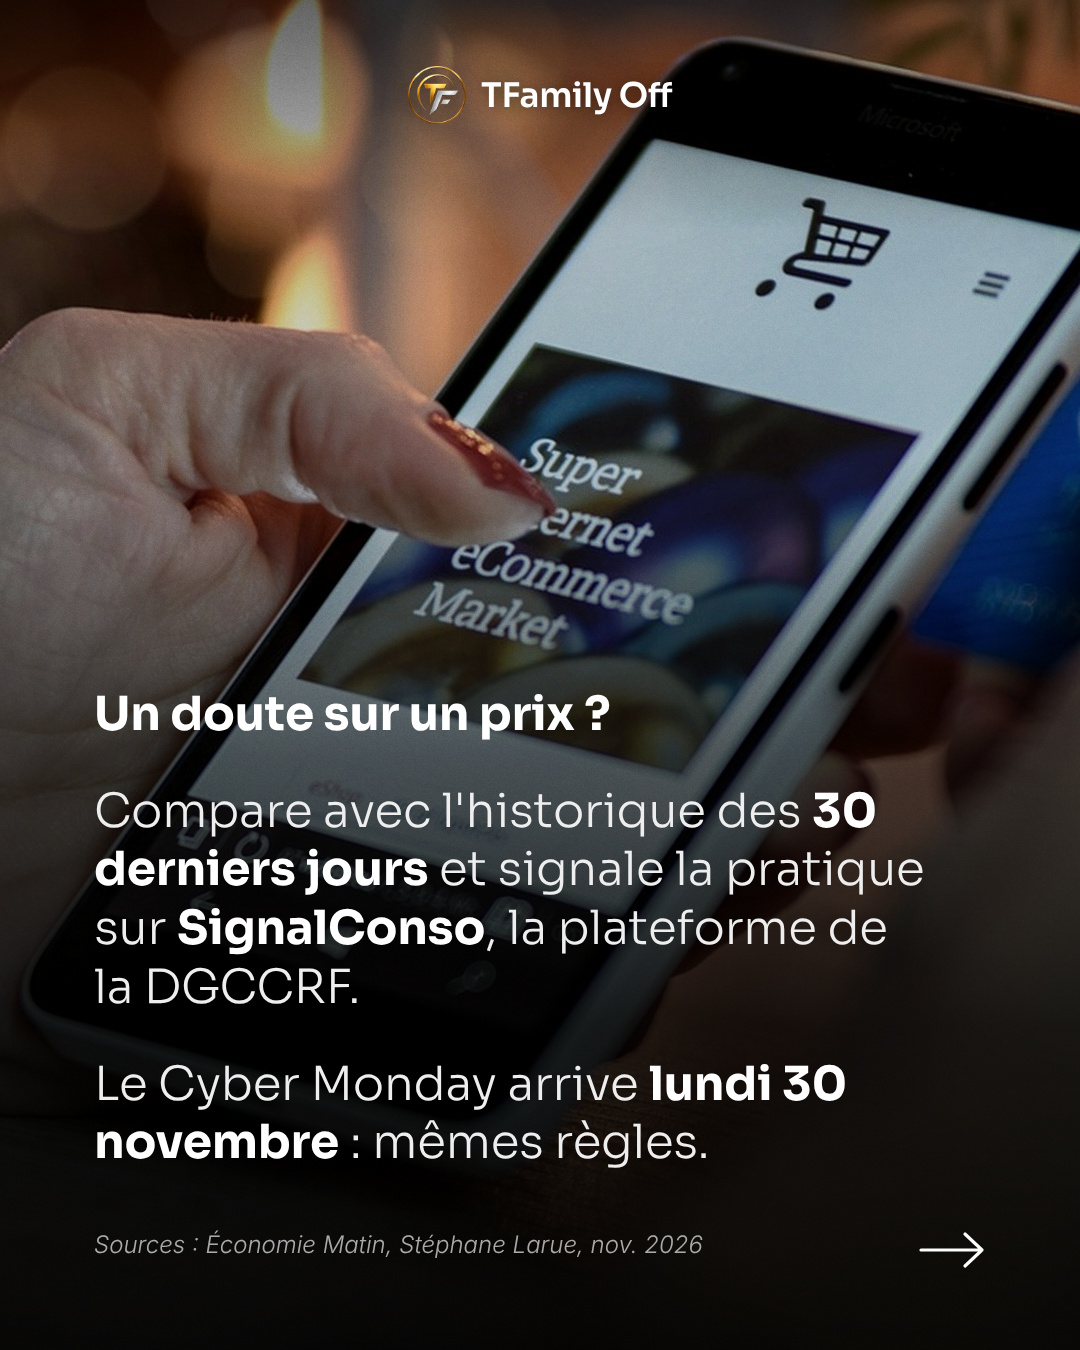 TFamily Off
Microsoft
Super
ernet
eCommerce
Market
Un doute sur un prix ?
Compare avec l'historique des 30
derniers jours et signale la pratique
sur SignalConso, la plateforme de
la DGCCRF.
Le Cyber Monday arrive lundi 30
novembre : mêmes règles.
Sources : Économie Matin, Stéphane Larue, nov. 2026